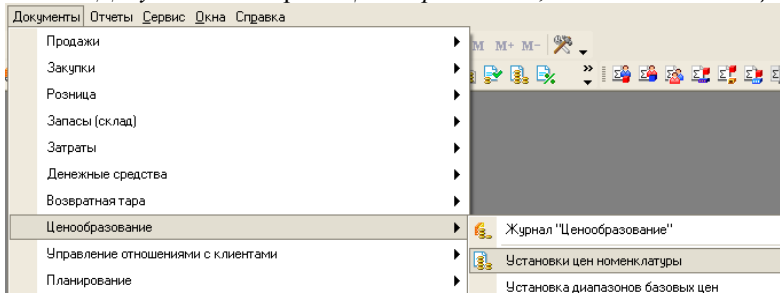 Документы Отчеты Сервис Окна Справка
Продажи
M M+ M-
Закупки
Розница
Запасы (склад)
Затраты
Денежные средства
Возвратная тара
Ценообразование
Журнал "Ценообразование"
Управление отношениями с клиентами
Установки цен номенклатуры
Планирование
Установка диапазонов базовых цен